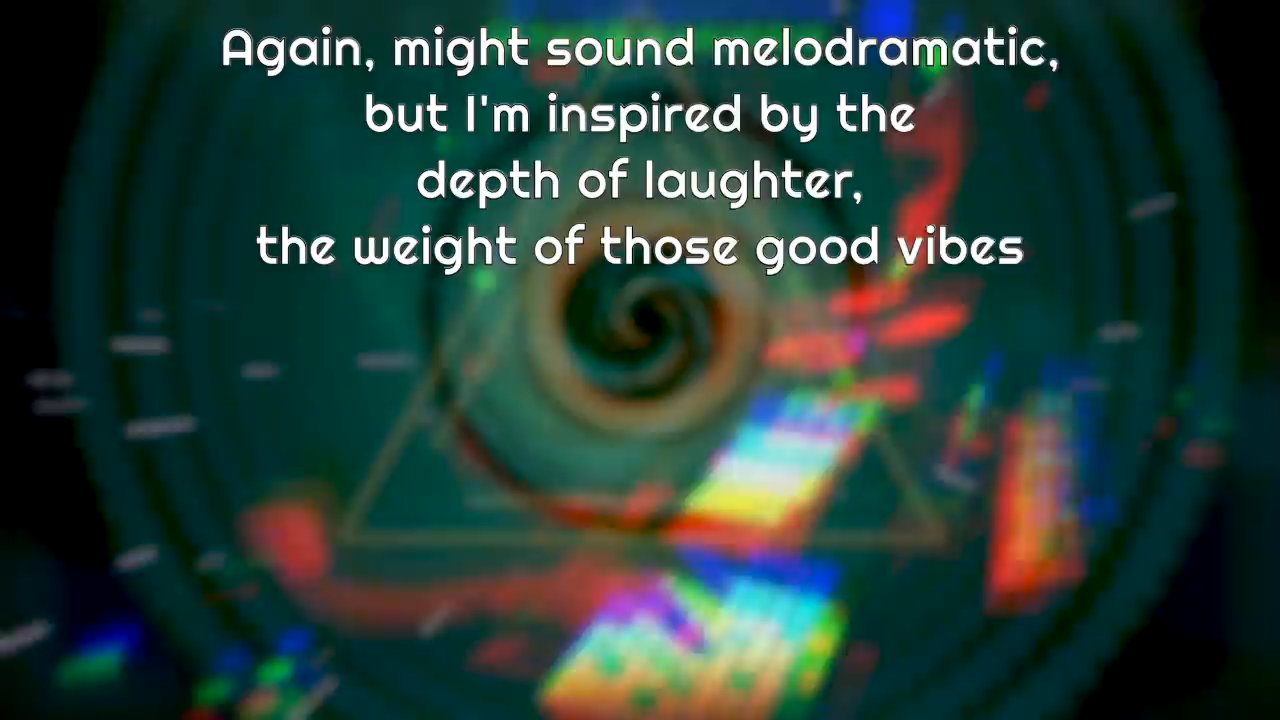 Again, might sound melodramatic,
but I'm inspired by the
depth of laughter,
the weight of those good vibes